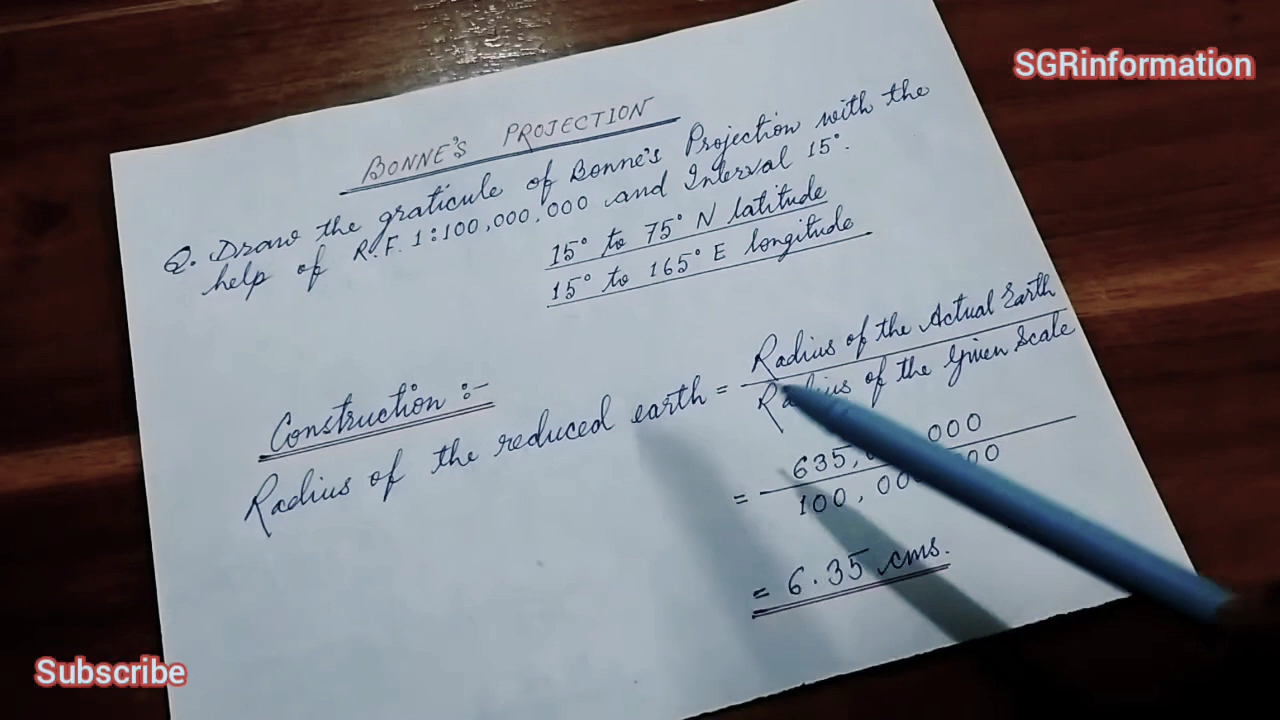 SGRinformation
BONNE'S PROJECTION
Q. Draw the graticule of Bonne's Projection with the
help of R.F. 1:100,000,000 and Interval 15°.
15° to 75° N latitude
15° to 165° E longitude
Construction :-
Radius of the reduced earth = Radius of the Actual Earth
Radius of the Given Scale
= 635, 000
100,00 00
= 6.35 cms.
Subscribe